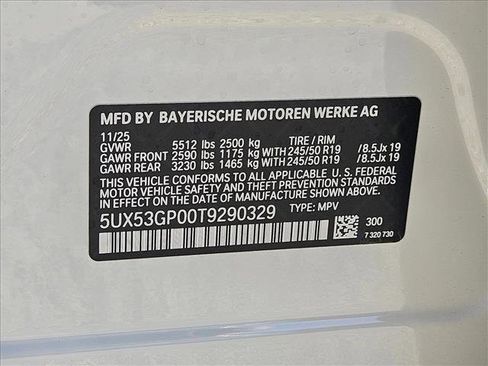 MFD BY BAYERISCHE MOTOREN WERKE AG
11/25 TIRE / RIM
GVWR 5512 lbs 2500 kg
GAWR FRONT 2590 lbs 1175 kg WITH 245/50 R19 / 8.5Jx 19
GAWR REAR 3230 lbs 1465 kg WITH 245/50 R19 / 8.5Jx 19
THIS VEHICLE CONFORMS TO ALL APPLICABLE U.S. FEDERAL
MOTOR VEHICLE SAFETY AND THEFT PREVENTION STANDARDS
IN EFFECT ON THE DATE OF MANUFACTURE SHOWN ABOVE.
5UX53GP00T9290329 TYPE: MPV
300
7 320 730